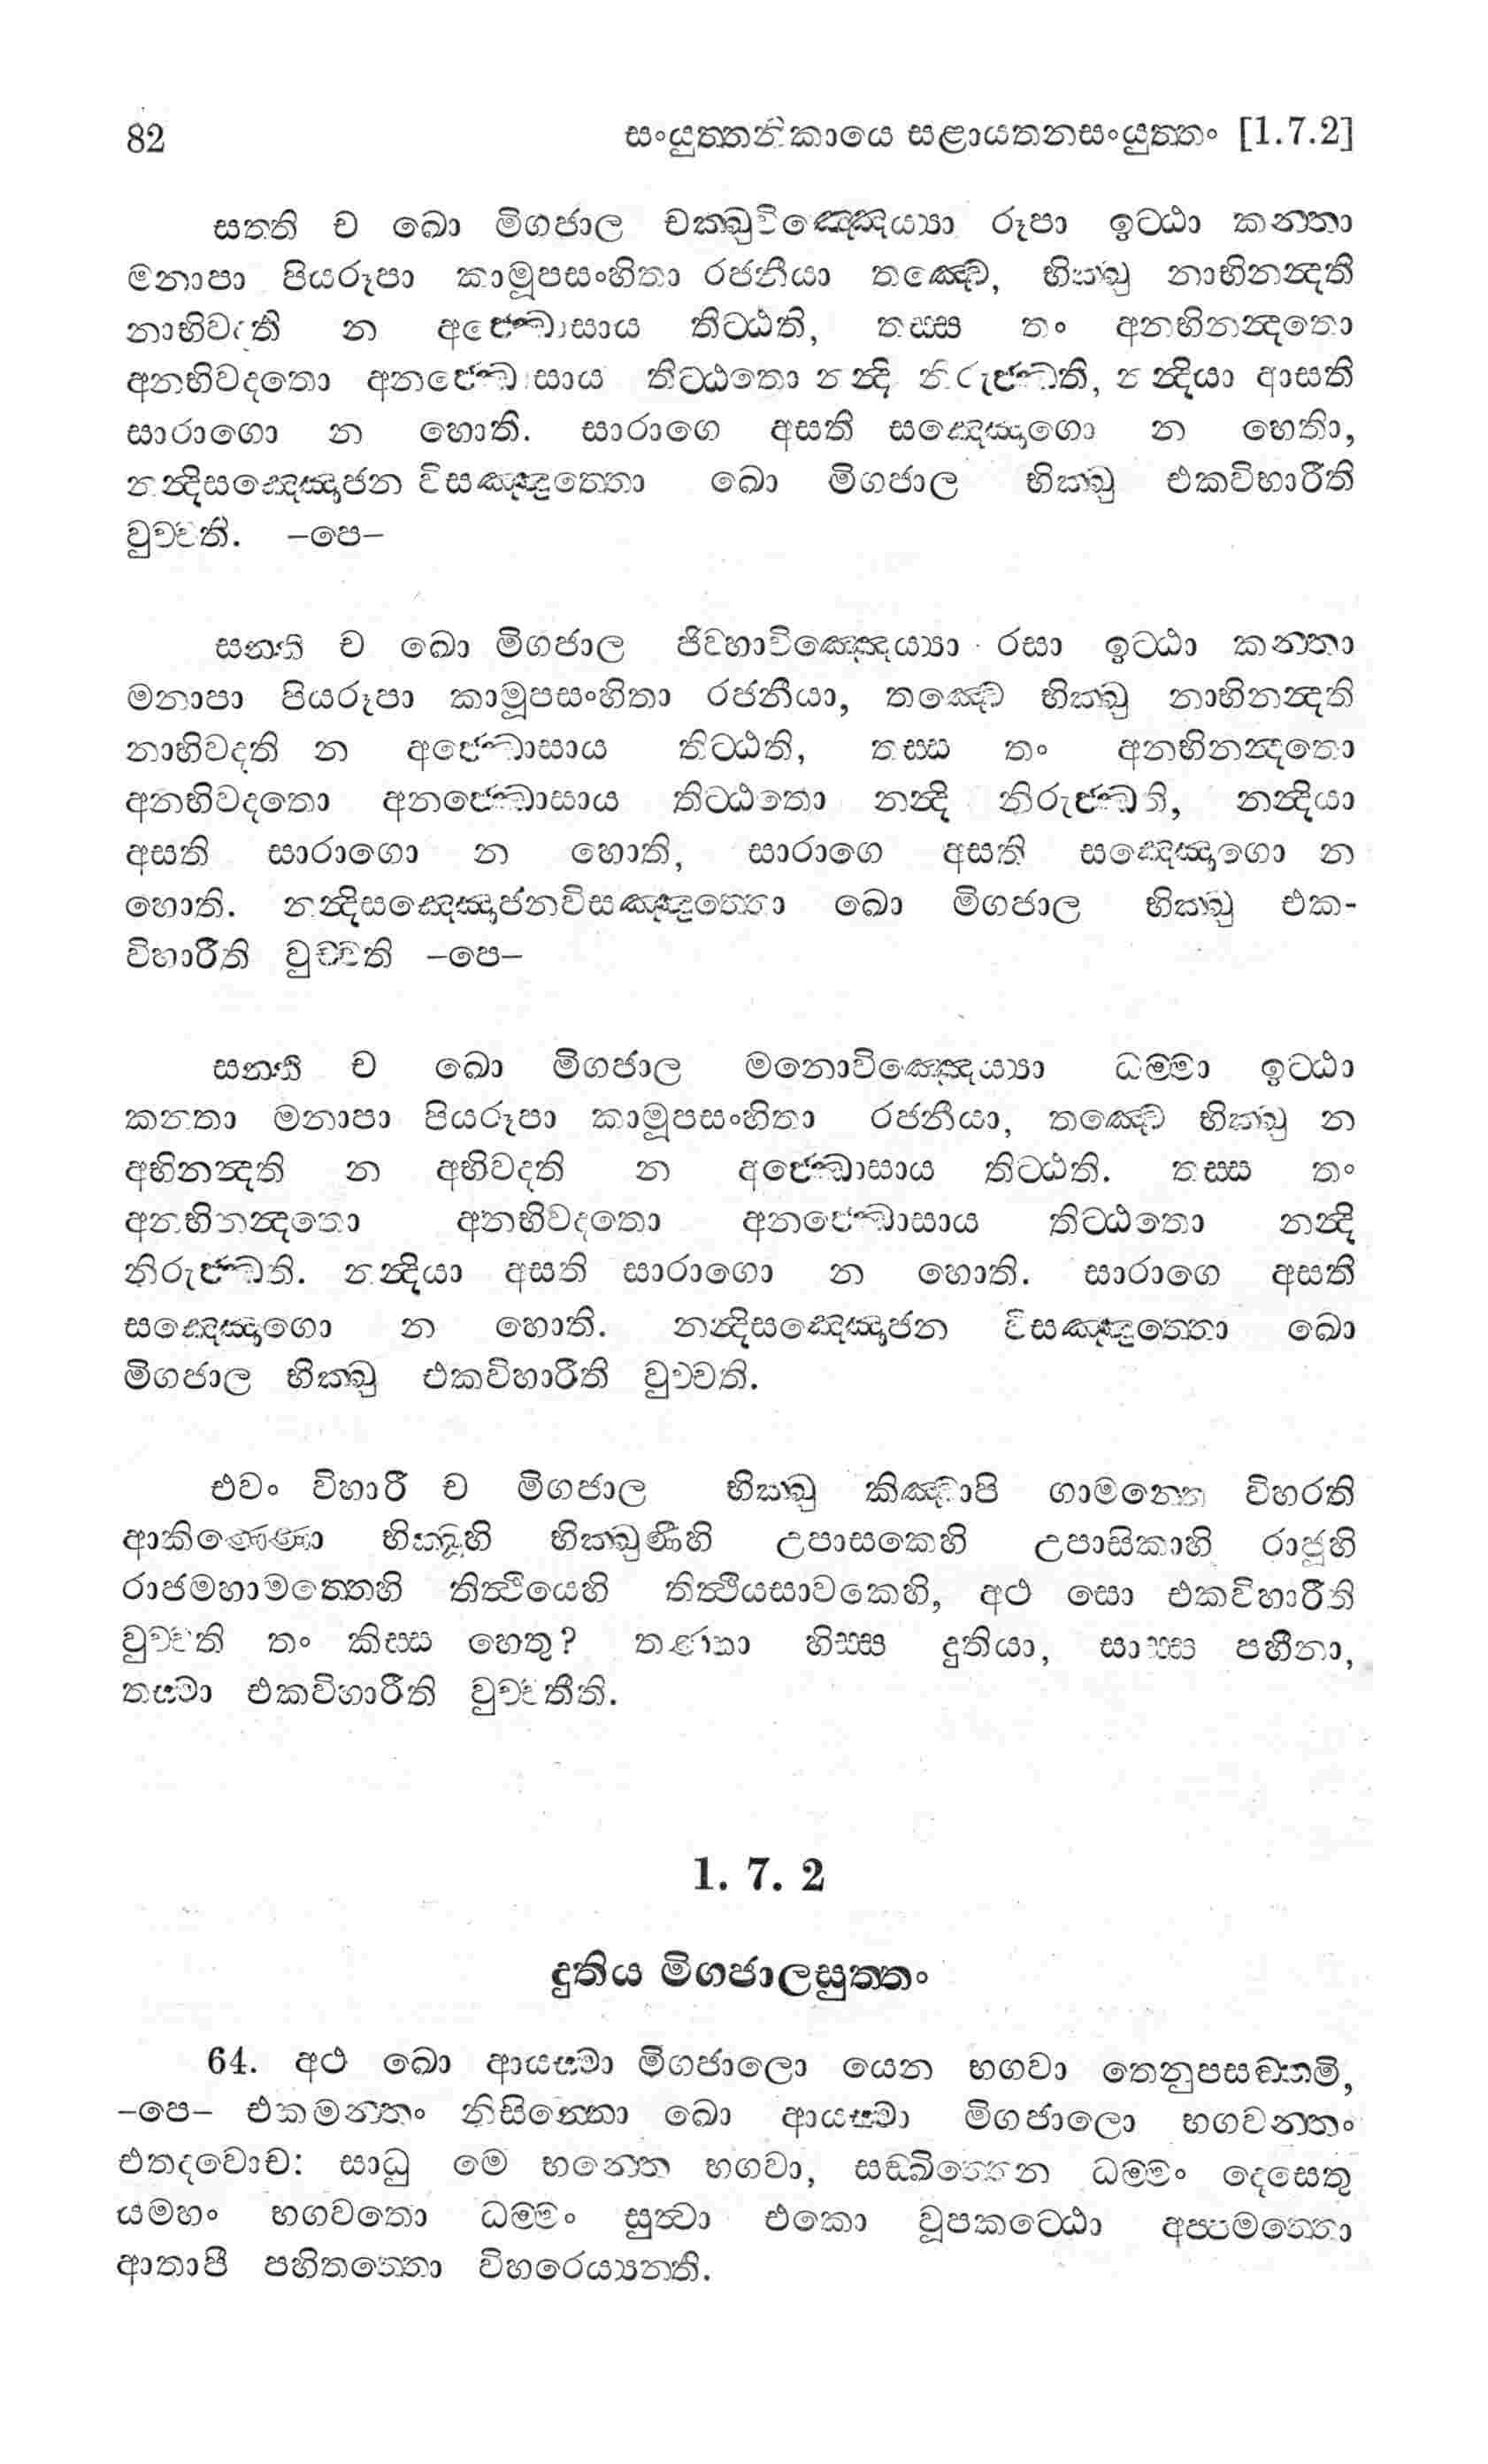 82 සංයුත්තනිකායෙ සළායතනසංයුත්තං [1.7.2]
සතති ච ඛො මිගජාල චක්ඛුවිඤ්ඤෙය්‍යා රූපා ඉට්ඨා කන්තා
මනාපා පියරූපා කාමූපසංහිතා රජනීයා තඤ්චෙ, භික්ඛු නාභිනන්දති
නාභිවදති න අජ්ඣොසාය තිට්ඨති, තස්ස තං අනභිනන්දතො
අනභිවදතො අනජ්ඣොසාය තිට්ඨතො නන්දි නිරුජ්ඣති, නන්දියා ආසති
සාරාගො න හොති. සාරාගෙ අසති සඤ්ඤොගො න හෙතිා,
නන්දිසඤ්ඤොජන විසඤ්ඤුත්තො ඛො මිගජාල භික්ඛු එකවිහාරීති
වුච්චති. –පෙ–
සන්ති ච ඛො මිගජාල ජිව්හාවිඤ්ඤෙය්‍යා රසා ඉට්ඨා කන්තා
මනාපා පියරූපා කාමූපසංහිතා රජනීයා, තඤ්චෙ භික්ඛු නාභිනන්දති
නාභිවදති න අජ්ඣොසාය තිට්ඨති, තස්ස තං අනභිනන්දතො
අනභිවදතො අනජ්ඣොසාය තිට්ඨතො නන්දි නිරුජ්ඣති, නන්දියා
අසති සාරාගො න හොති, සාරාගෙ අසති සඤ්ඤොගො න
හොති. නන්දිසඤ්ඤොජනවිසඤ්ඤුත්තො ඛො මිගජාල භික්ඛු එක-
විහාරීති වුච්චති –පෙ–
සන්ති ච ඛො මිගජාල මනොවිඤ්ඤෙය්‍යා ධම්මා ඉට්ඨා
කන්තා මනාපා පියරූපා කාමූපසංහිතා රජනීයා, තඤ්චෙ භික්ඛු න
අභිනන්දති න අභිවදති න අජ්ඣොසාය තිට්ඨති. තස්ස තං
අනභිනන්දතො අනභිවදතො අනජ්ඣොසාය තිට්ඨතො නන්දි
නිරුජ්ඣති. නන්දියා අසති සාරාගො න හොති. සාරාගෙ අසති
සඤ්ඤොගො න හොති. නන්දිසඤ්ඤොජන විසඤ්ඤුත්තො ඛො
මිගජාල භික්ඛු එකවිහාරීති වුච්චති.
එවං විහාරී ච මිගජාල භික්ඛු කිඤ්චාපි ගාමන්තෙ විහරති
ආකිණ්ණො භික්ඛූහි භික්ඛුණීහි උපාසකෙහි උපාසිකාහි රාජූහි
රාජමහාමත්තෙහි තිත්ථියෙහි තිත්ථියසාවකෙහි, අථ සො එකවිහාරීති
වුච්චති තං කිස්ස හෙතු? තණ්හා හිස්ස දුතියා, සාස්ස පහීනා,
තස්මා එකවිහාරීති වුච්චතීති.
1. 7. 2
දුතිය මිගජාලසුත්තං
64. අථ ඛො ආයස්මා මිගජාලො යෙන භගවා තෙනුපසඞ්කමි,
–පෙ– එකමන්තං නිසින්නො ඛො ආයස්මා මිගජාලො භගවන්තං
එතදවොච: සාධු මෙ භන්තෙ භගවා, සඞ්ඛිත්තෙන ධම්මං දෙසෙතු
යමහං භගවතො ධම්මං සුත්වා එකො වූපකට්ඨො අප්පමත්තො
ආතාපී පහිතත්තො විහරෙය්‍යන්ති.